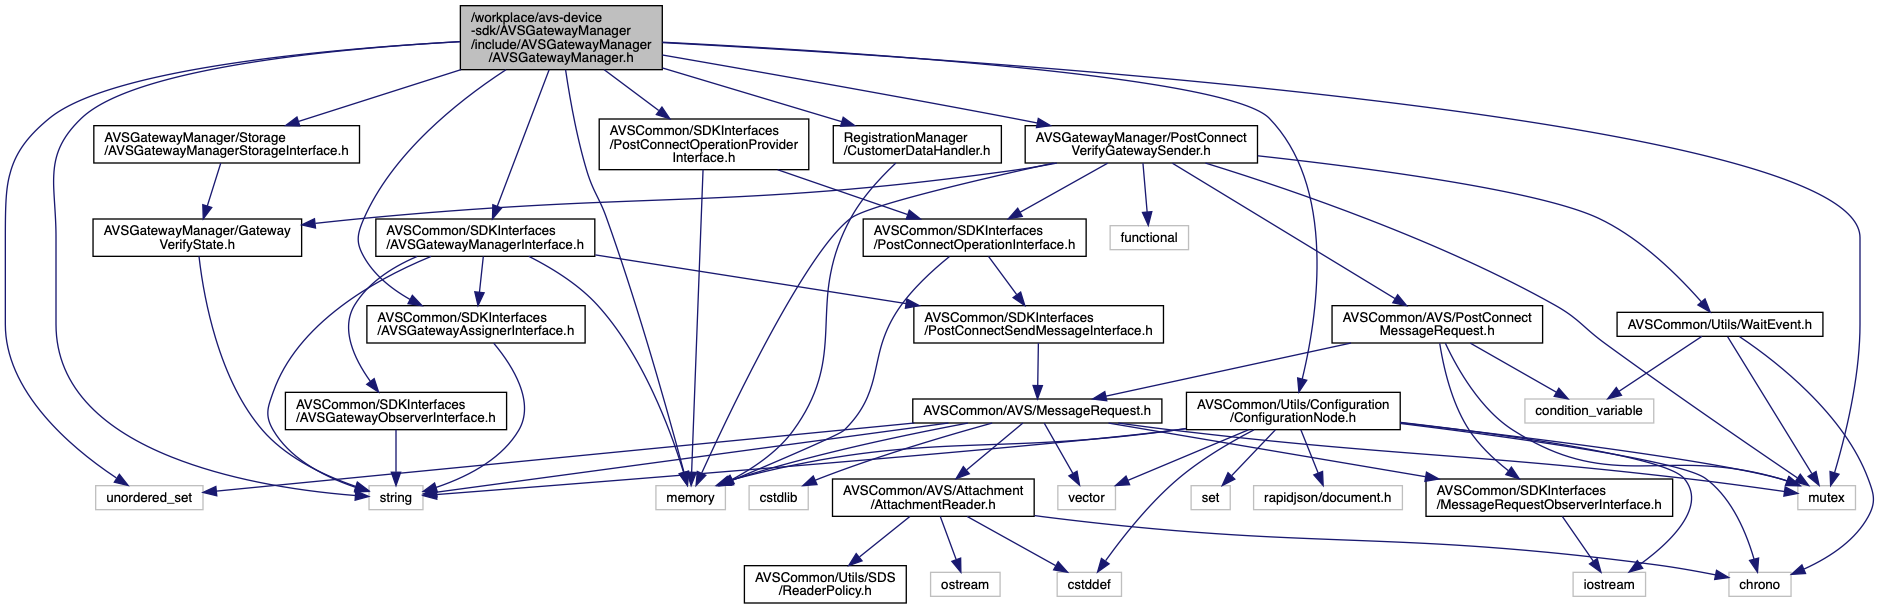 /workplace/avs-device
-sdk/AVSGatewayManager
/include/AVSGatewayManager
/AVSGatewayManager.h
AVSGatewayManager/Storage
/AVSGatewayManagerStorageInterface.h
AVSCommon/SDKInterfaces
/PostConnectOperationProvider
Interface.h
RegistrationManager
/CustomerDataHandler.h
AVSGatewayManager/PostConnect
VerifyGatewaySender.h
AVSGatewayManager/Gateway
VerifyState.h
AVSCommon/SDKInterfaces
/AVSGatewayManagerInterface.h
AVSCommon/SDKInterfaces
/PostConnectOperationInterface.h
functional
AVSCommon/SDKInterfaces
/AVSGatewayAssignerInterface.h
AVSCommon/SDKInterfaces
/PostConnectSendMessageInterface.h
AVSCommon/AVS/PostConnect
MessageRequest.h
AVSCommon/Utils/WaitEvent.h
AVSCommon/SDKInterfaces
/AVSGatewayObserverInterface.h
AVSCommon/AVS/MessageRequest.h
AVSCommon/Utils/Configuration
/ConfigurationNode.h
condition_variable
unordered_set
string
memory
cstdlib
AVSCommon/AVS/Attachment
/AttachmentReader.h
vector
set
rapidjson/document.h
AVSCommon/SDKInterfaces
/MessageRequestObserverInterface.h
mutex
AVSCommon/Utils/SDS
/ReaderPolicy.h
ostream
cstddef
iostream
chrono